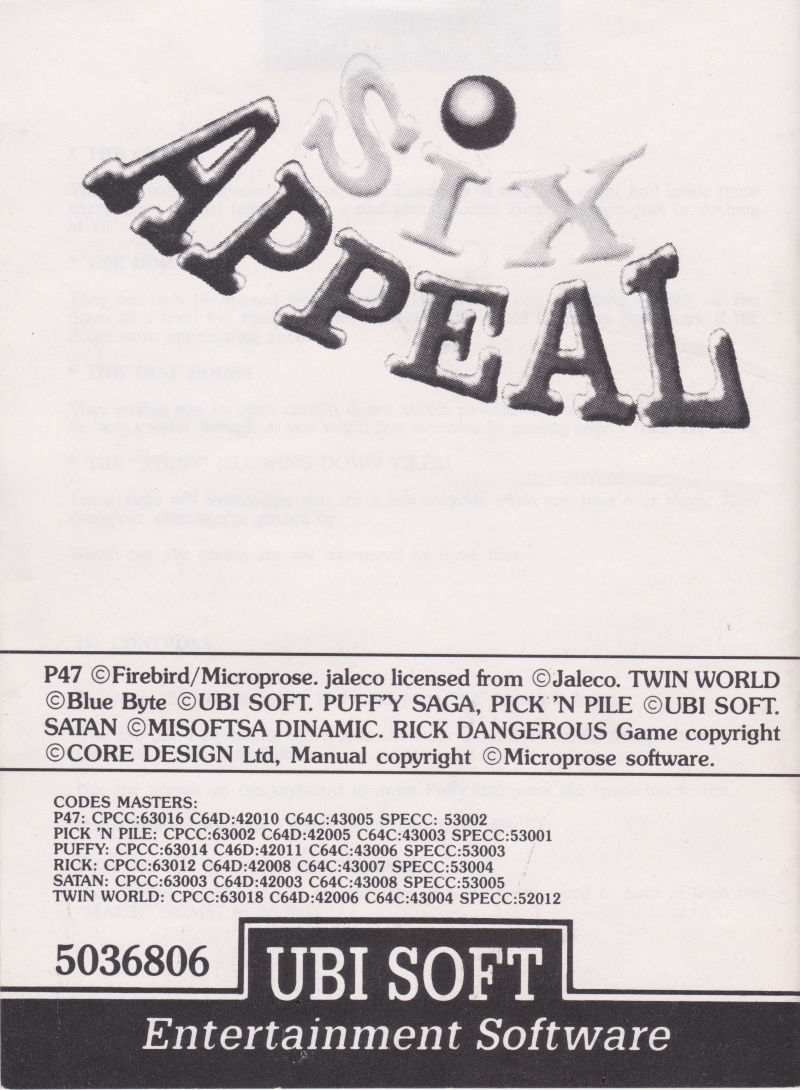 SIX
APPEAL
P47 ©Firebird/Microprose. jaleco licensed from ©Jaleco. TWIN WORLD
©Blue Byte ©UBI SOFT. PUFF'Y SAGA, PICK 'N PILE ©UBI SOFT.
SATAN ©MISOFTSA DINAMIC. RICK DANGEROUS Game copyright
©CORE DESIGN Ltd, Manual copyright ©Microprose software.
CODES MASTERS:
P47: CPCC:63016 C64D:42010 C64C:43005 SPECC: 53002
PICK 'N PILE: CPCC:63002 C64D:42005 C64C:43003 SPECC:53001
PUFFY: CPCC:63014 C46D:42011 C64C:43006 SPECC:53003
RICK: CPCC:63012 C64D:42008 C64C:43007 SPECC:53004
SATAN: CPCC:63003 C64D:42003 C64C:43008 SPECC:53005
TWIN WORLD: CPCC:63018 C64D:42006 C64C:43004 SPECC:52012
5036806
UBI SOFT
Entertainment Software